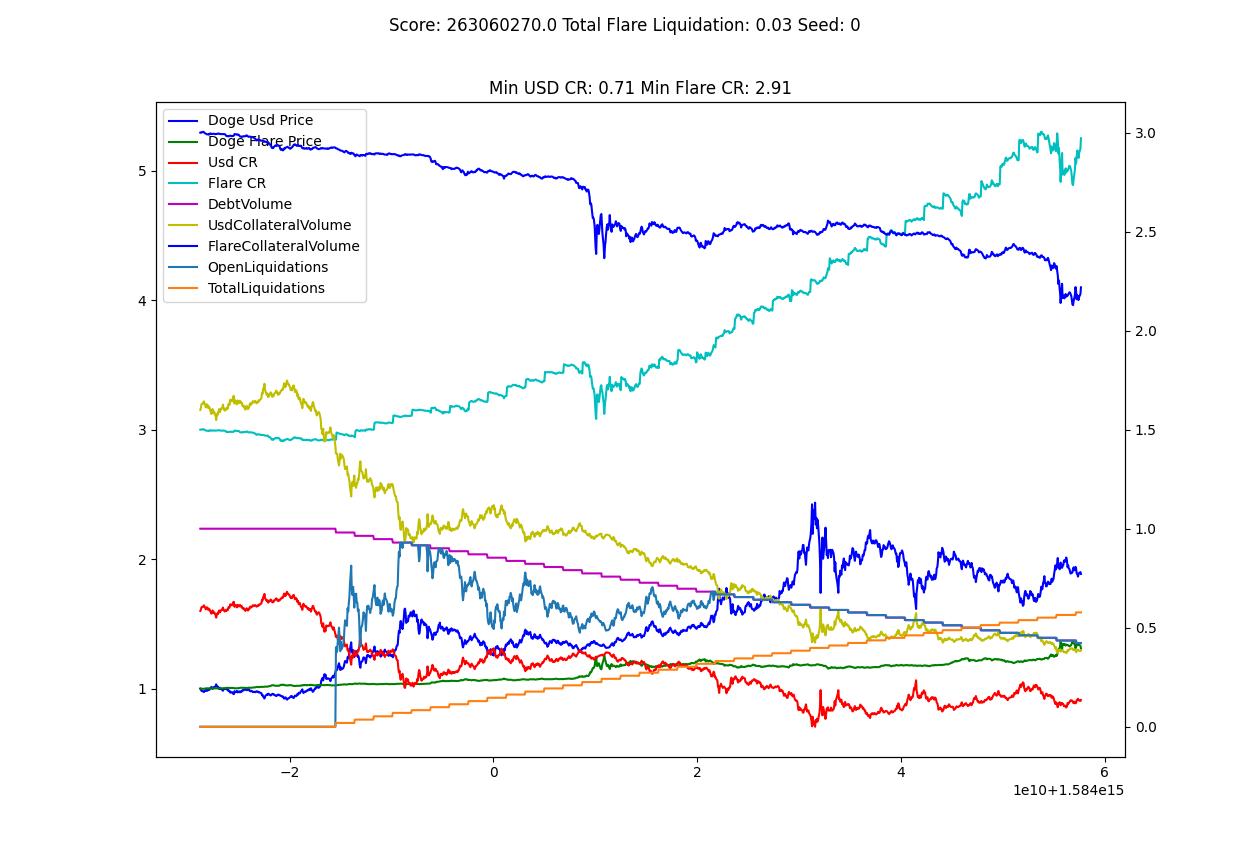 Score: 263060270.0 Total Flare Liquidation: 0.03 Seed: 0
Min USD CR: 0.71 Min Flare CR: 2.91
Doge Usd Price
Doge Flare Price
Usd CR
Flare CR
DebtVolume
UsdCollateralVolume
FlareCollateralVolume
OpenLiquidations
TotalLiquidations
5
4
3
2
1
3.0
2.5
2.0
1.5
1.0
0.5
0.0
−2
0
2
4
6
1e10+1.584e15